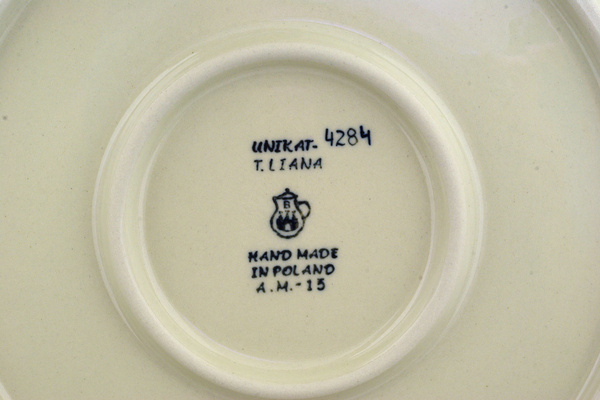 UNIKAT- 4284
T. LIANA
B
HAND MADE
IN POLAND
A.M.-15